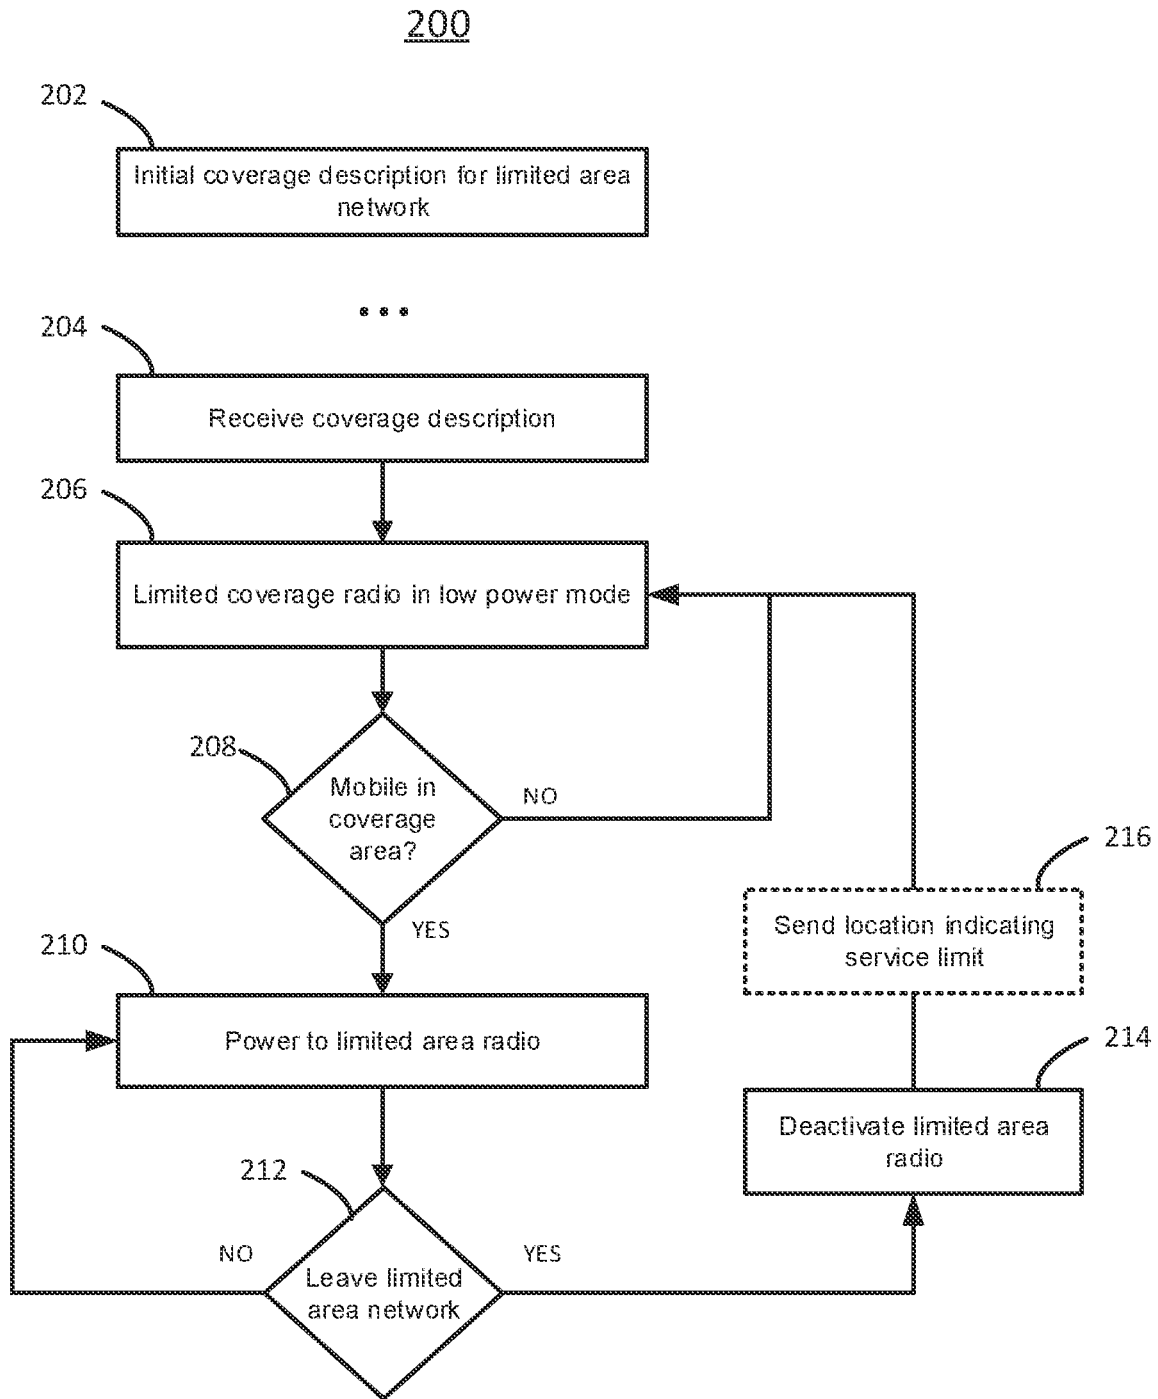 200
202
Initial coverage description for limited area
network
...
204
Receive coverage description
206
Limited coverage radio in low power mode
208
Mobile in
coverage
area?
NO
YES
216
Send location indicating
service limit
210
Power to limited area radio
214
Deactivate limited area
radio
212
NO
YES
Leave limited
area network